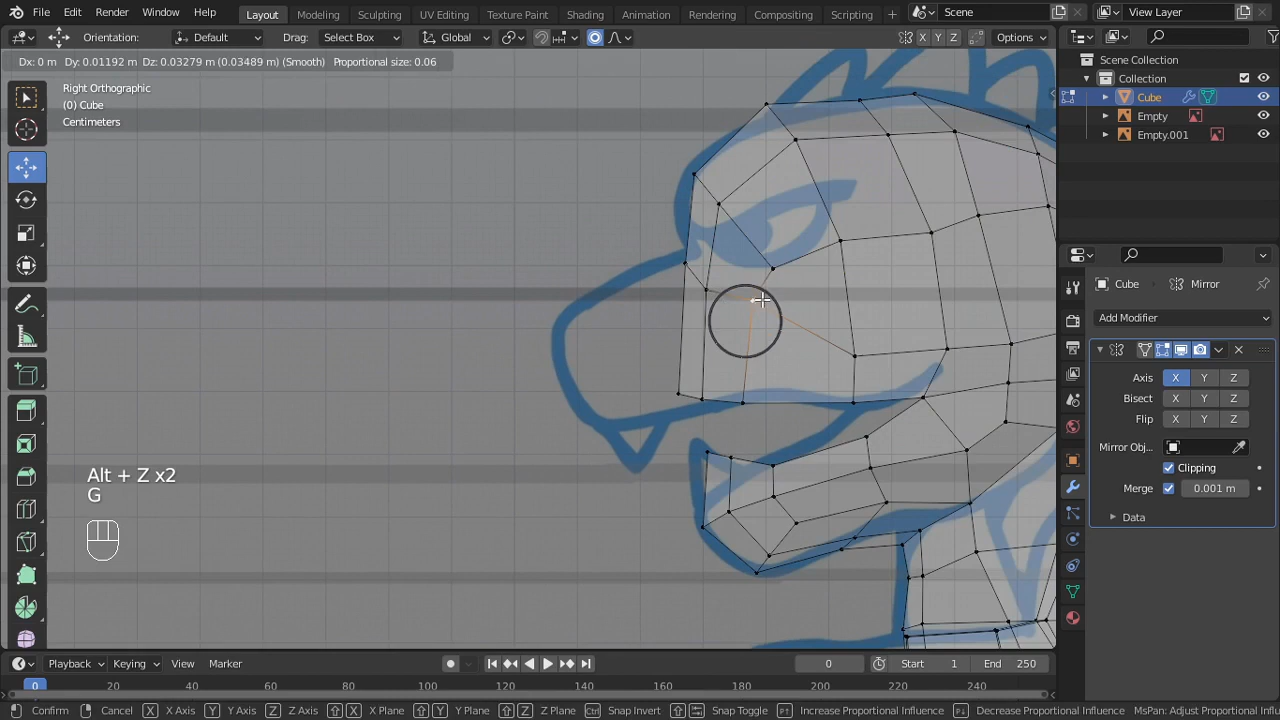 File Edit Render Window Help Layout Modeling Sculpting UV Editing Texture Paint Shading Animation Rendering Compositing Scripting + Scene View Layer
Orientation: Default Drag: Select Box Global X Y Z Options
Dx: 0 m Dy: 0.01192 m Dz: 0.03279 m (0.03489 m) (Smooth) Proportional size: 0.06
Scene Collection
Collection
Cube
Empty
Empty.001
Right Orthographic
(0) Cube
Centimeters
Alt + Z x2
G
Cube Mirror
Add Modifier
Axis X Y Z
Bisect X Y Z
Flip X Y Z
Mirror Obj...
Clipping
Merge 0.001 m
Data
Playback Keying View Marker 0 Start 1 End 250
0 20 40 60 80 100 120 140 160 180 200 220 240
Confirm Cancel X X Axis Y Y Axis Z Z Axis X X Plane Y Y Plane Z Z Plane Ctrl Snap Invert Snap Toggle P↑ Increase Proportional Influence P↓ Decrease Proportional Influence MsPan: Adjust Proportional Influ